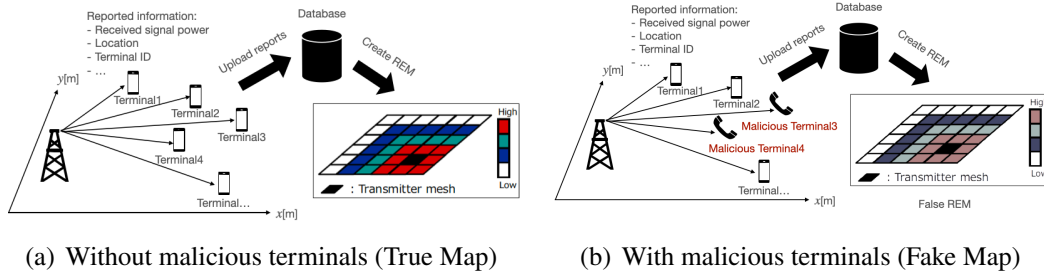 Reported information:
- Received signal power
- Location
- Terminal ID
- ...
Database
Upload reports
Create REM
y[m]
Terminal1
Terminal2
Terminal3
Terminal4
Terminal...
x[m]
High
Low
: Transmitter mesh
(a) Without malicious terminals (True Map)
Reported information:
- Received signal power
- Location
- Terminal ID
- ...
Database
Upload reports
Create REM
y[m]
Terminal1
Terminal2
Malicious Terminal3
Malicious Terminal4
Terminal...
x[m]
High
Low
: Transmitter mesh
False REM
(b) With malicious terminals (Fake Map)